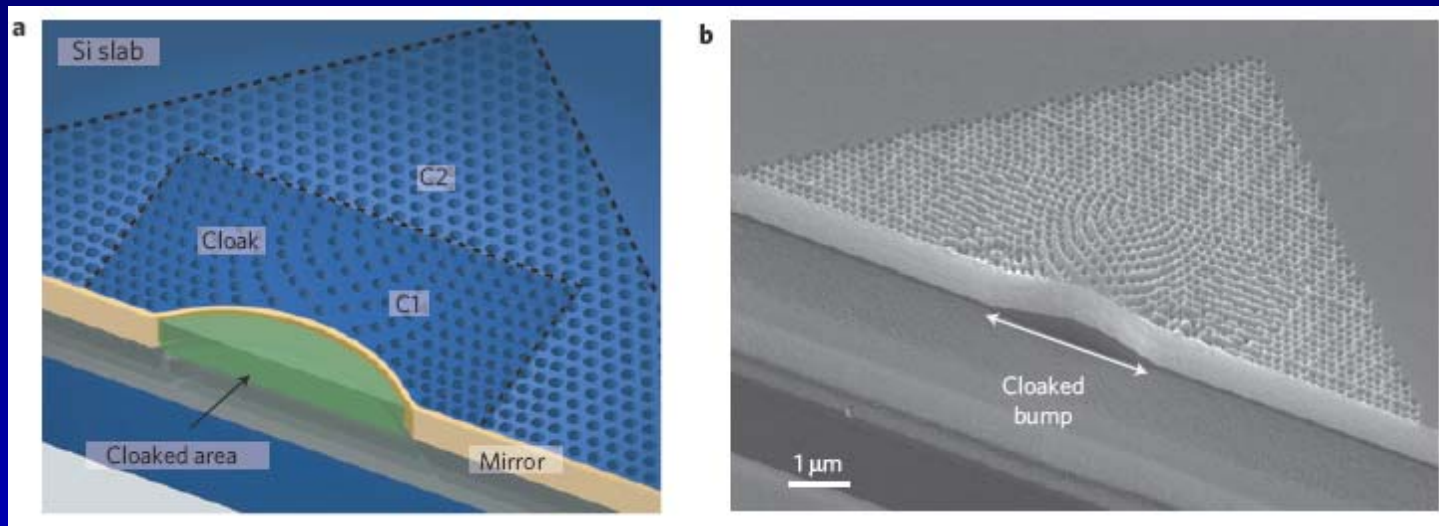 a
Si slab
C2
Cloak
C1
Cloaked area
Mirror
b
Cloaked
bump
1 μm